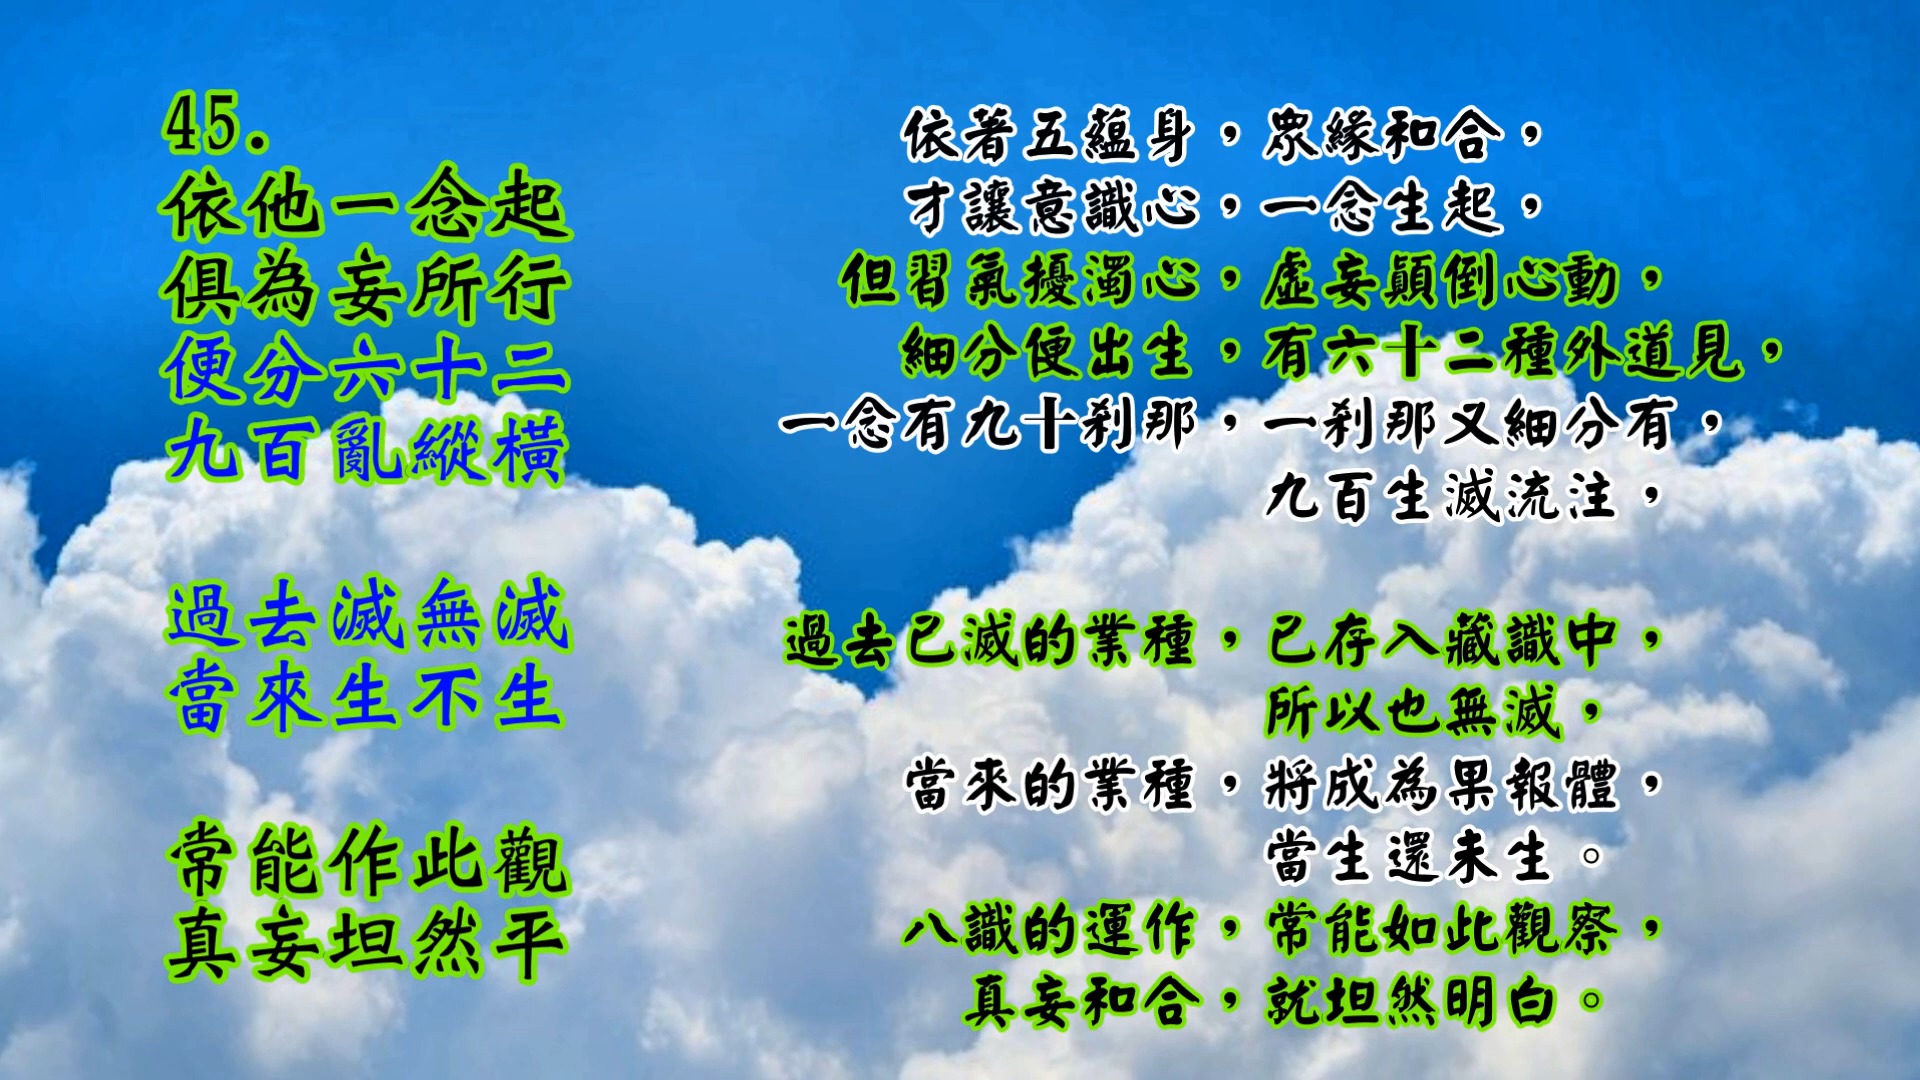 45.
依他一念起
俱為妄所行
便分六十二
九百亂縱橫
過去滅無滅
當來生不生
常能作此觀
真妄坦然平
依著五蘊身，眾緣和合，
才讓意識心，一念生起，
但習氣擾濁心，虛妄顛倒心動，
細分便出生，有六十二種外道見，
一念有九十剎那，一剎那又細分有，
九百生滅流注，
過去已滅的業種，已存入藏識中，
所以也無滅，
當來的業種，將成為果報體，
當生還未生。
八識的運作，常能如此觀察，
真妄和合，就坦然明白。